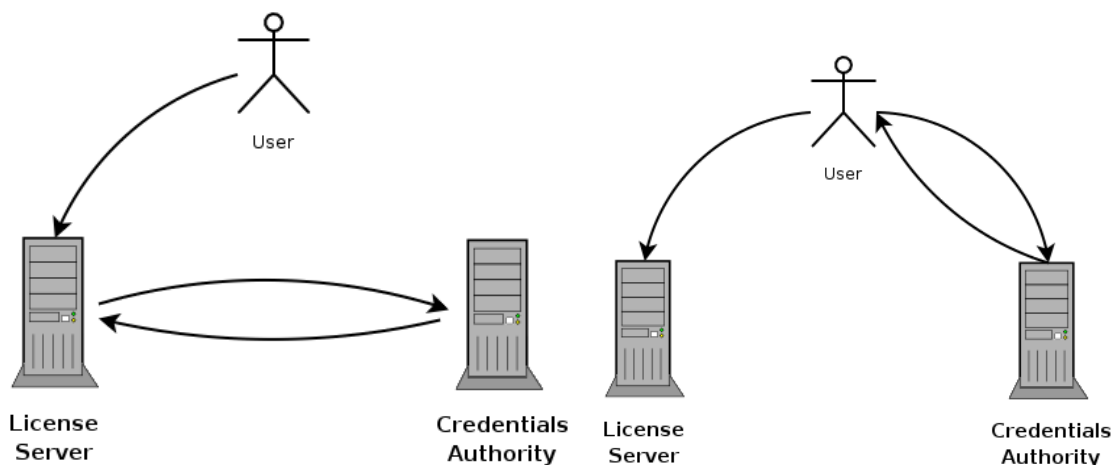 User
License
Server
Credentials
Authority
User
License
Server
Credentials
Authority